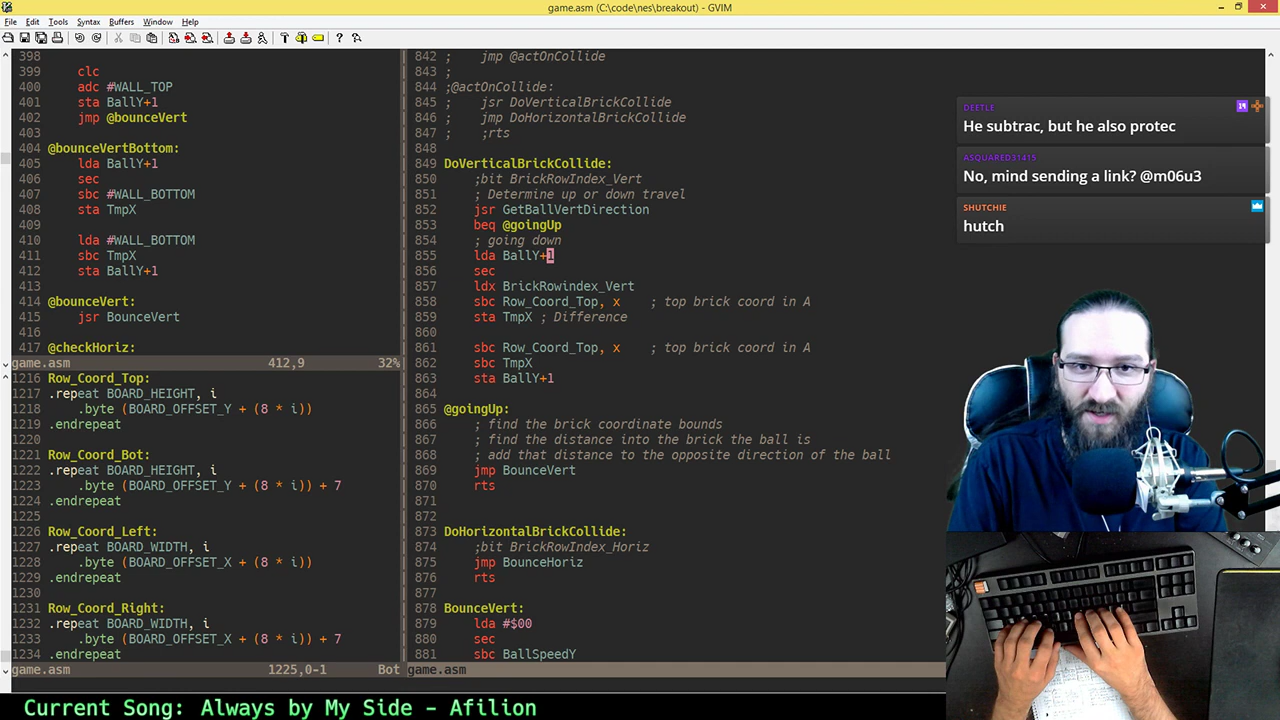 game.asm (C:\code\nes\breakout) - GVIM
File Edit Tools Syntax Buffers Window Help
398
399 clc
400 adc #WALL_TOP
401 sta BallY+1
402 jmp @bounceVert
403
404 @bounceVertBottom:
405 lda BallY+1
406 sec
407 sbc #WALL_BOTTOM
408 sta TmpX
409
410 lda #WALL_BOTTOM
411 sbc TmpX
412 sta BallY+1
413
414 @bounceVert:
415 jsr BounceVert
416
417 @checkHoriz:
game.asm 412,9 32%
1216 Row_Coord_Top:
1217 .repeat BOARD_HEIGHT, i
1218 .byte (BOARD_OFFSET_Y + (8 * i))
1219 .endrepeat
1220
1221 Row_Coord_Bot:
1222 .repeat BOARD_HEIGHT, i
1223 .byte (BOARD_OFFSET_Y + (8 * i)) + 7
1224 .endrepeat
1225
1226 Row_Coord_Left:
1227 .repeat BOARD_WIDTH, i
1228 .byte (BOARD_OFFSET_X + (8 * i))
1229 .endrepeat
1230
1231 Row_Coord_Right:
1232 .repeat BOARD_WIDTH, i
1233 .byte (BOARD_OFFSET_X + (8 * i)) + 7
1234 .endrepeat
game.asm 1225,0-1 Bot
842 ; jmp @actOnCollide
843 ;
844 ;@actOnCollide:
845 ; jsr DoVerticalBrickCollide
846 ; jmp DoHorizontalBrickCollide
847 ; ;rts
848
849 DoVerticalBrickCollide:
850 ;bit BrickRowIndex_Vert
851 ; Determine up or down travel
852 jsr GetBallVertDirection
853 beq @goingUp
854 ; going down
855 lda BallY+1
856 sec
857 ldx BrickRowindex_Vert
858 sbc Row_Coord_Top, x ; top brick coord in A
859 sta TmpX ; Difference
860
861 sbc Row_Coord_Top, x ; top brick coord in A
862 sbc TmpX
863 sta BallY+1
864
865 @goingUp:
866 ; find the brick coordinate bounds
867 ; find the distance into the brick the ball is
868 ; add that distance to the opposite direction of the ball
869 jmp BounceVert
870 rts
871
872
873 DoHorizontalBrickCollide:
874 ;bit BrickRowIndex_Horiz
875 jmp BounceHoriz
876 rts
877
878 BounceVert:
879 lda #$00
880 sec
881 sbc BallSpeedY
game.asm
DEETLE
He subtrac, but he also protec
ASQUARED31415
No, mind sending a link? @m06u3
SHUTCHIE
hutch
Current Song: Always by My Side - Afilion